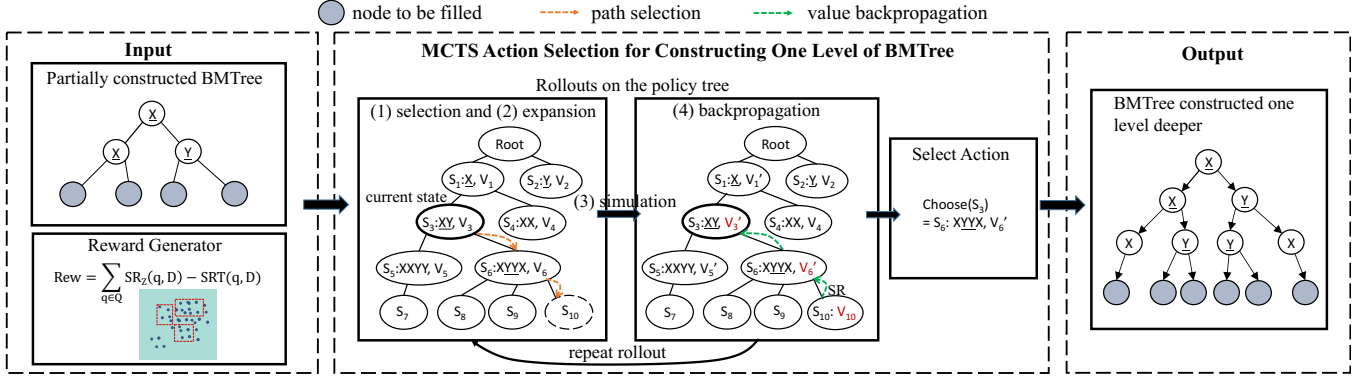 node to be filled
path selection
value backpropagation
Input
Partially constructed BMTree
X
X
Y
Reward Generator
Rew = ∑ SR_Z(q, D) − SRT(q, D)
q∈Q
MCTS Action Selection for Constructing One Level of BMTree
Rollouts on the policy tree
(1) selection and (2) expansion
Root
S₁:X, V₁
S₂:Y, V₂
current state
S₃:XY, V₃
S₄:XX, V₄
S₅:XXYY, V₅
S₆:XYYX, V₆
S₇
S₈
S₉
S₁₀
(3) simulation
(4) backpropagation
Root
S₁:X, V₁’
S₂:Y, V₂
S₃:XY, V₃’
S₄:XX, V₄
S₅:XXYY, V₅’
S₆:XYYX, V₆’
SR
S₇
S₈
S₉
S₁₀: V₁₀
repeat rollout
Select Action
Choose(S₃)
= S₆: XYYX, V₆’
Output
BMTree constructed one
level deeper
X
X
Y
X
Y
Y
X